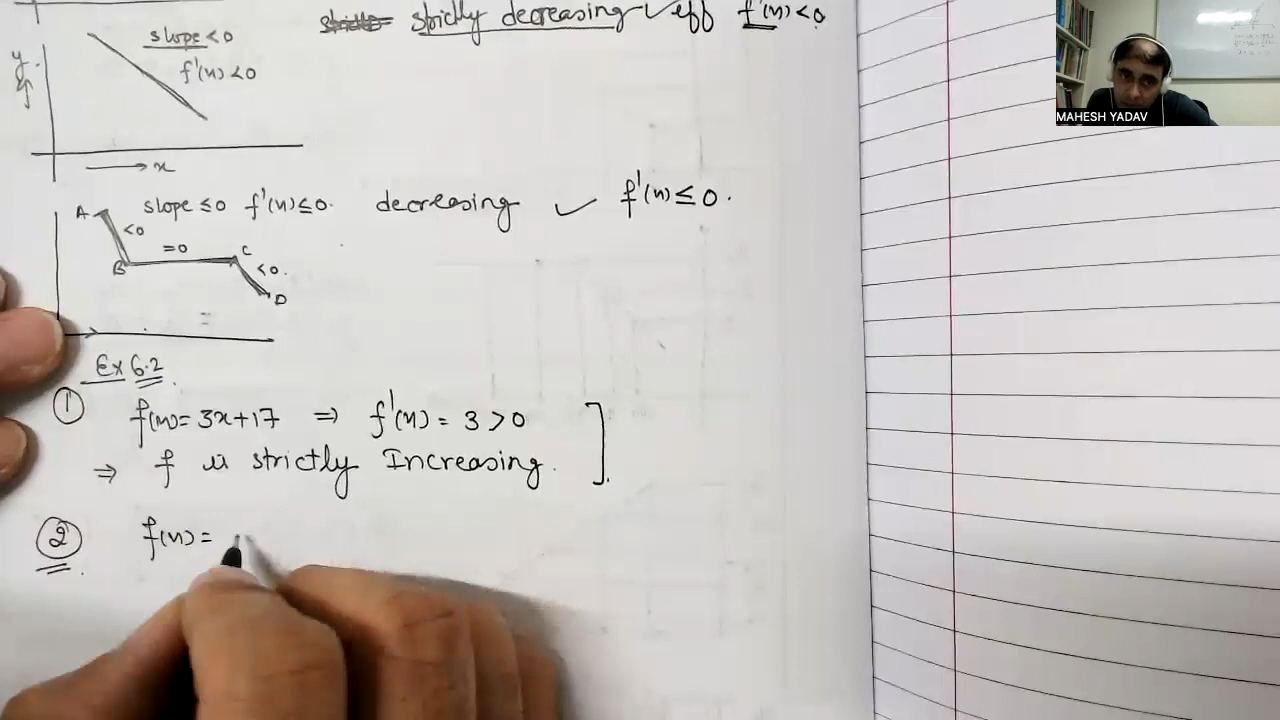 strictly decreasing ✓ iff f'(x) < 0
slope < 0
f'(x) < 0
y
x
slope ≤ 0 f'(x) ≤ 0. decreasing ✓ f'(x) ≤ 0.
A
< 0
= 0
B
C
< 0.
D
Ex 6.2
① f(x) = 3x+17 ⇒ f'(x) = 3 > 0
⇒ f is strictly Increasing.
② f(x) =
MAHESH YADAV